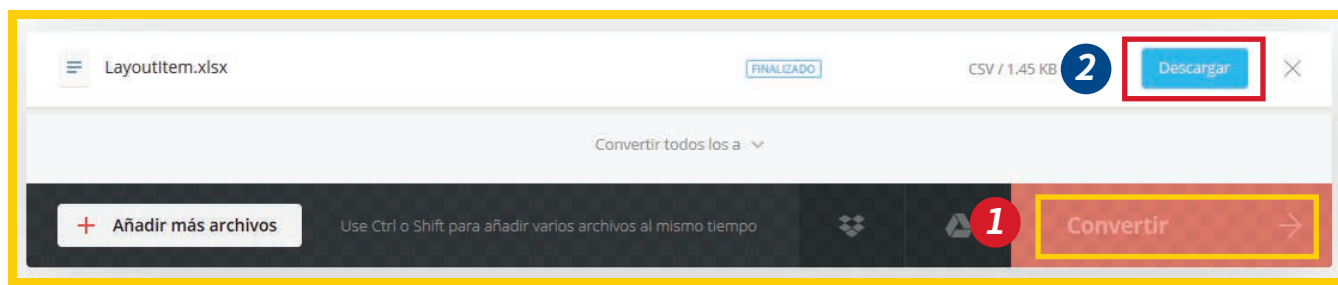 LayoutItem.xlsx
FINALIZADO
CSV / 1.45 KB
2
Descargar
Convertir todos los a
Añadir más archivos
Use Ctrl o Shift para añadir varios archivos al mismo tiempo
1
Convertir